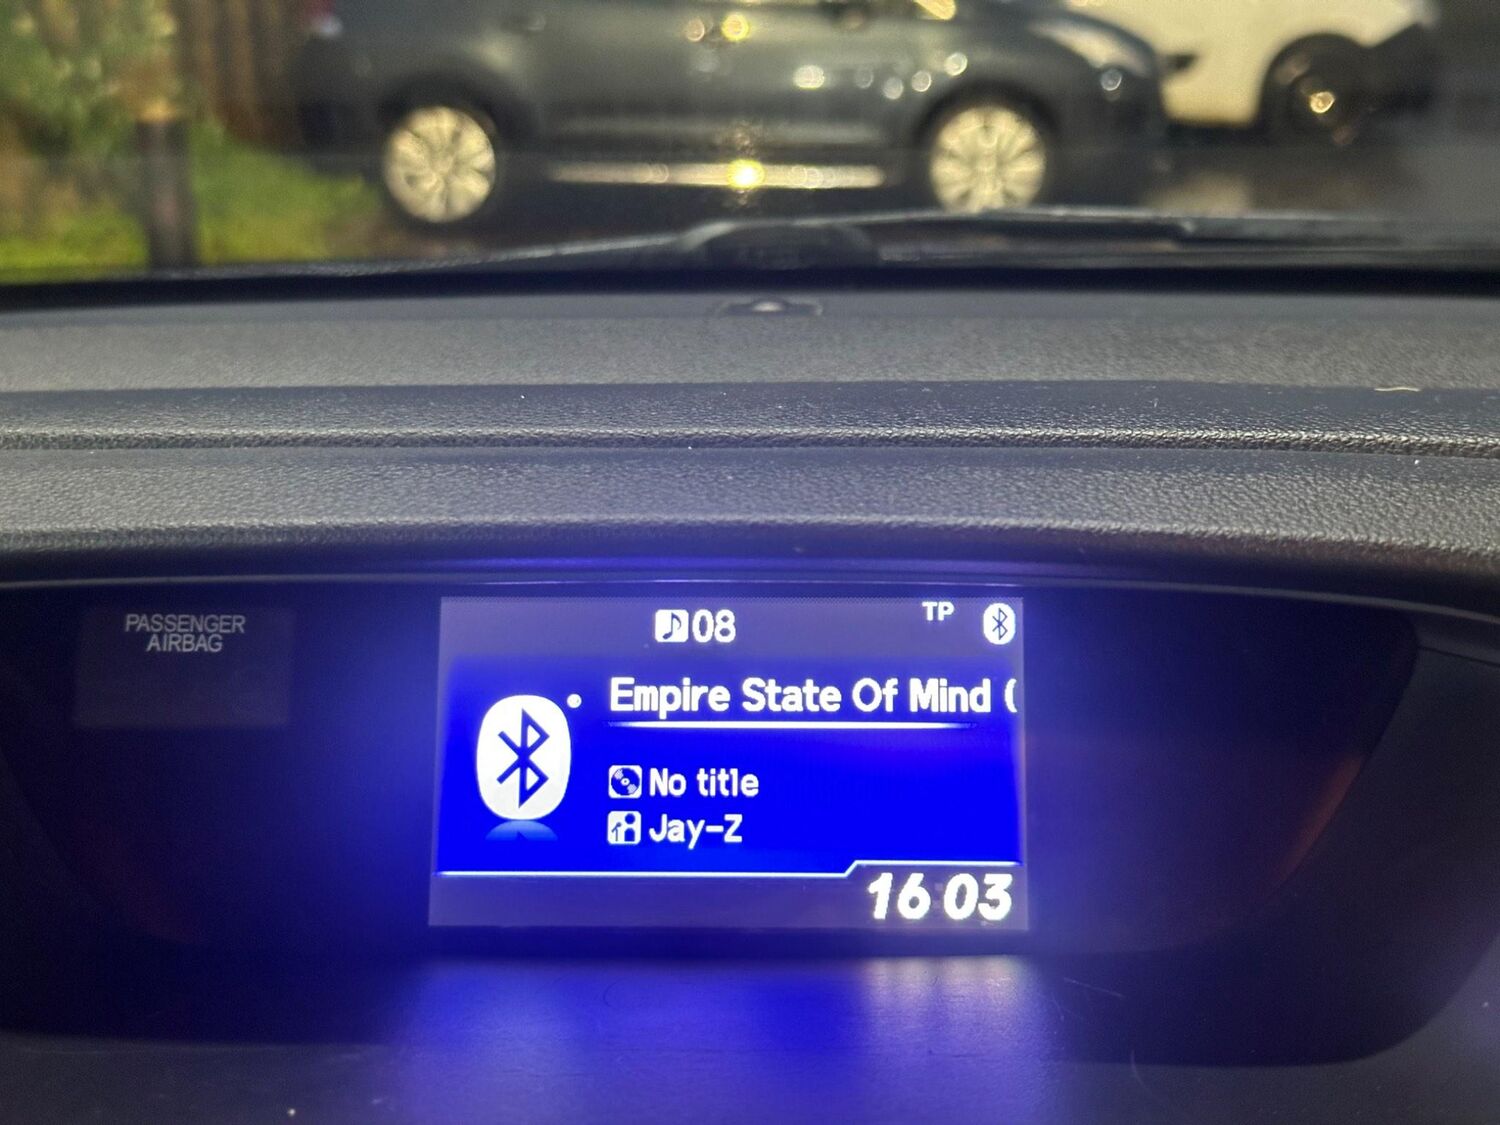 PASSENGER
AIRBAG
08
TP
Empire State Of Mind (
No title
Jay-Z
16 03